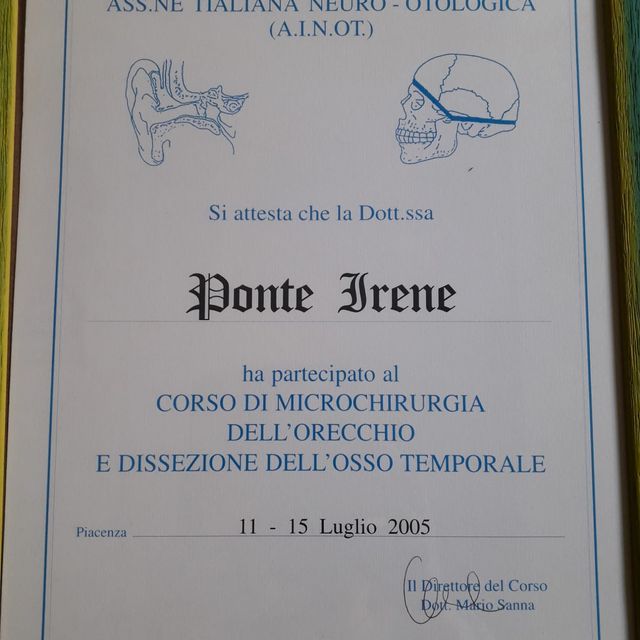 ASS.NE ITALIANA NEURO - OTOLOGICA
(A.I.N.OT.)
Si attesta che la Dott.ssa
Ponte Irene
ha partecipato al
CORSO DI MICROCHIRURGIA
DELL'ORECCHIO
E DISSEZIONE DELL'OSSO TEMPORALE
Piacenza 11 - 15 Luglio 2005
Il Direttore del Corso
Dott. Mario Sanna